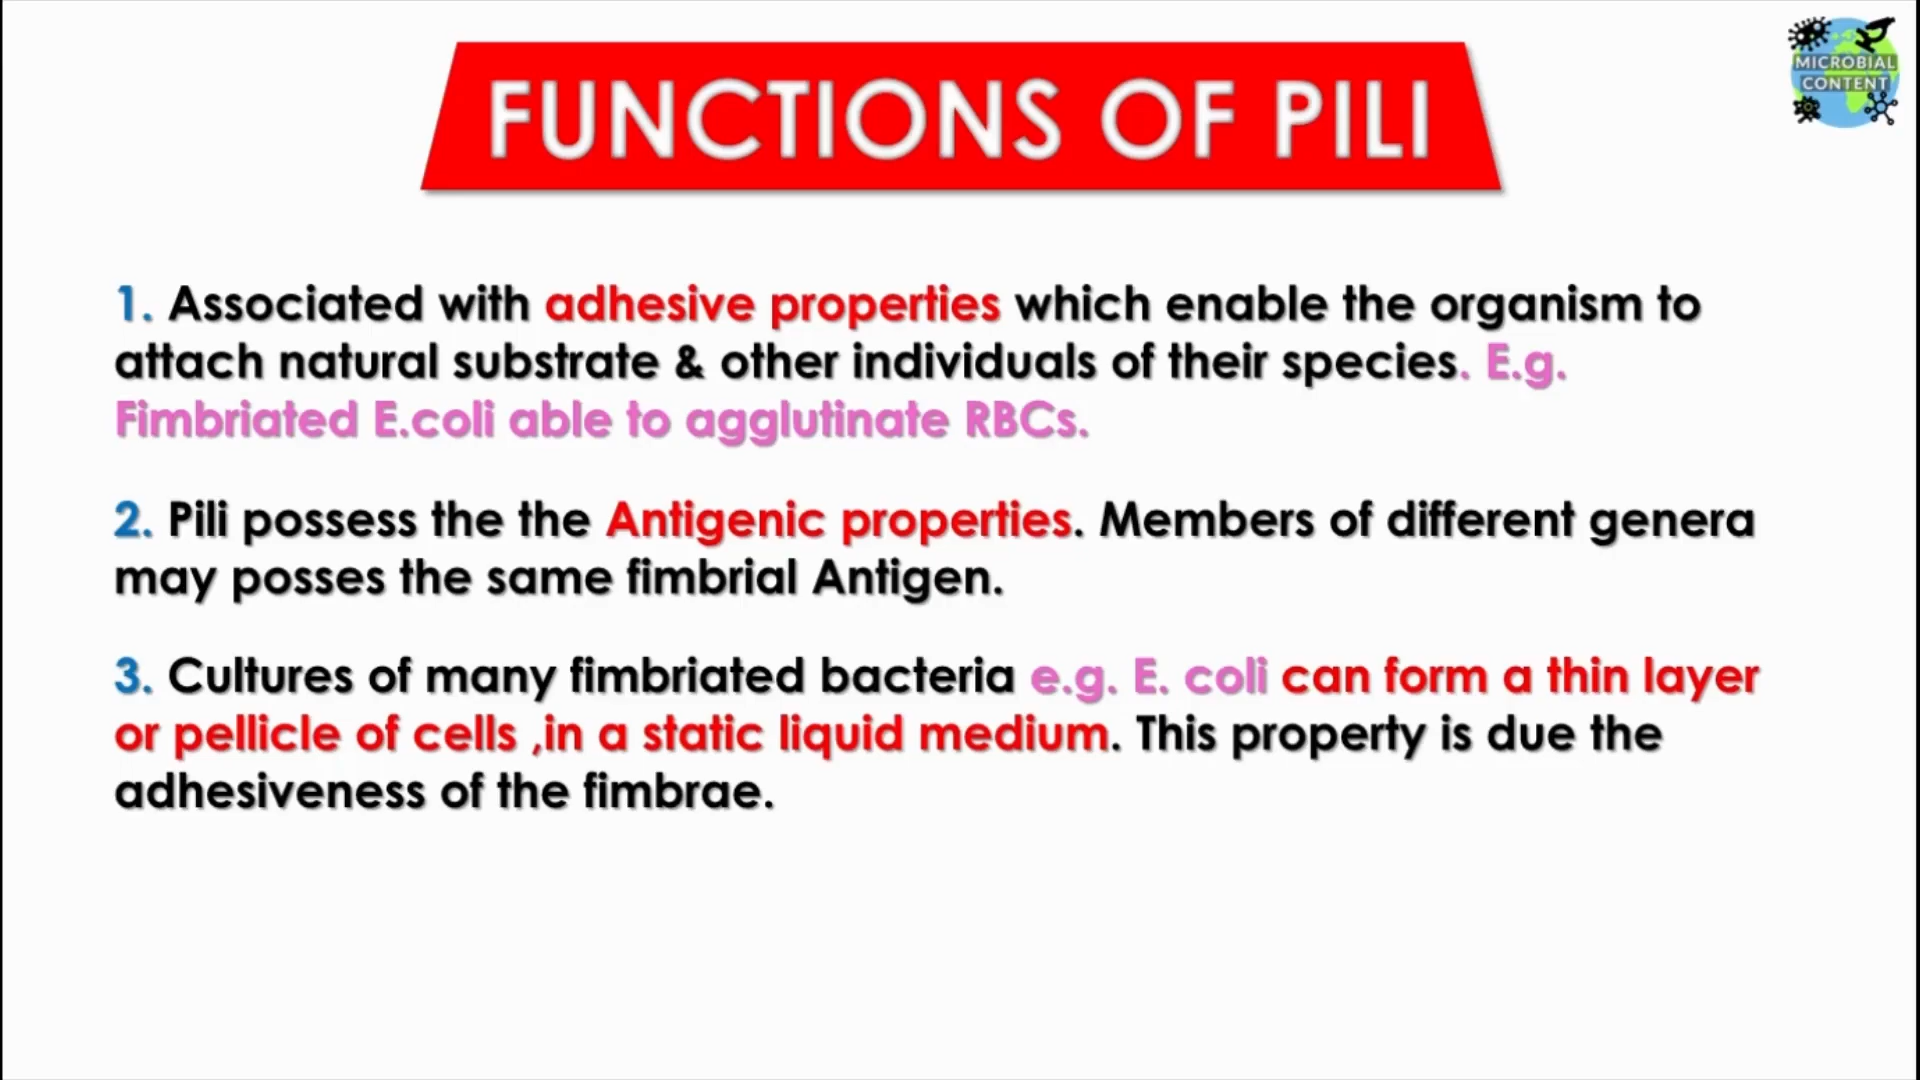 FUNCTIONS OF PILI
MICROBIAL
CONTENT
1. Associated with adhesive properties which enable the organism to
attach natural substrate & other individuals of their species. E.g.
Fimbriated E.coli able to agglutinate RBCs.
2. Pili possess the the Antigenic properties. Members of different genera
may posses the same fimbrial Antigen.
3. Cultures of many fimbriated bacteria e.g. E. coli can form a thin layer
or pellicle of cells ,in a static liquid medium. This property is due the
adhesiveness of the fimbrae.